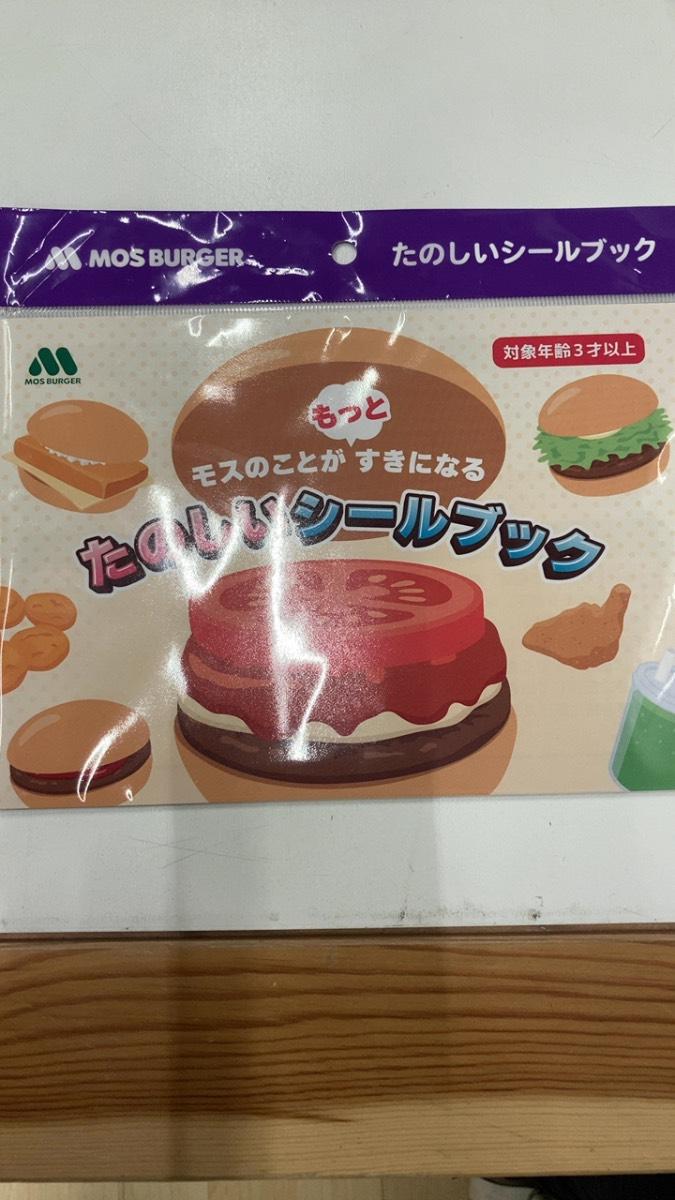 MOS BURGER
たのしいシールブック
MOS BURGER
対象年齢3才以上
もっと
モスのことが すきになる
たのしいシールブック